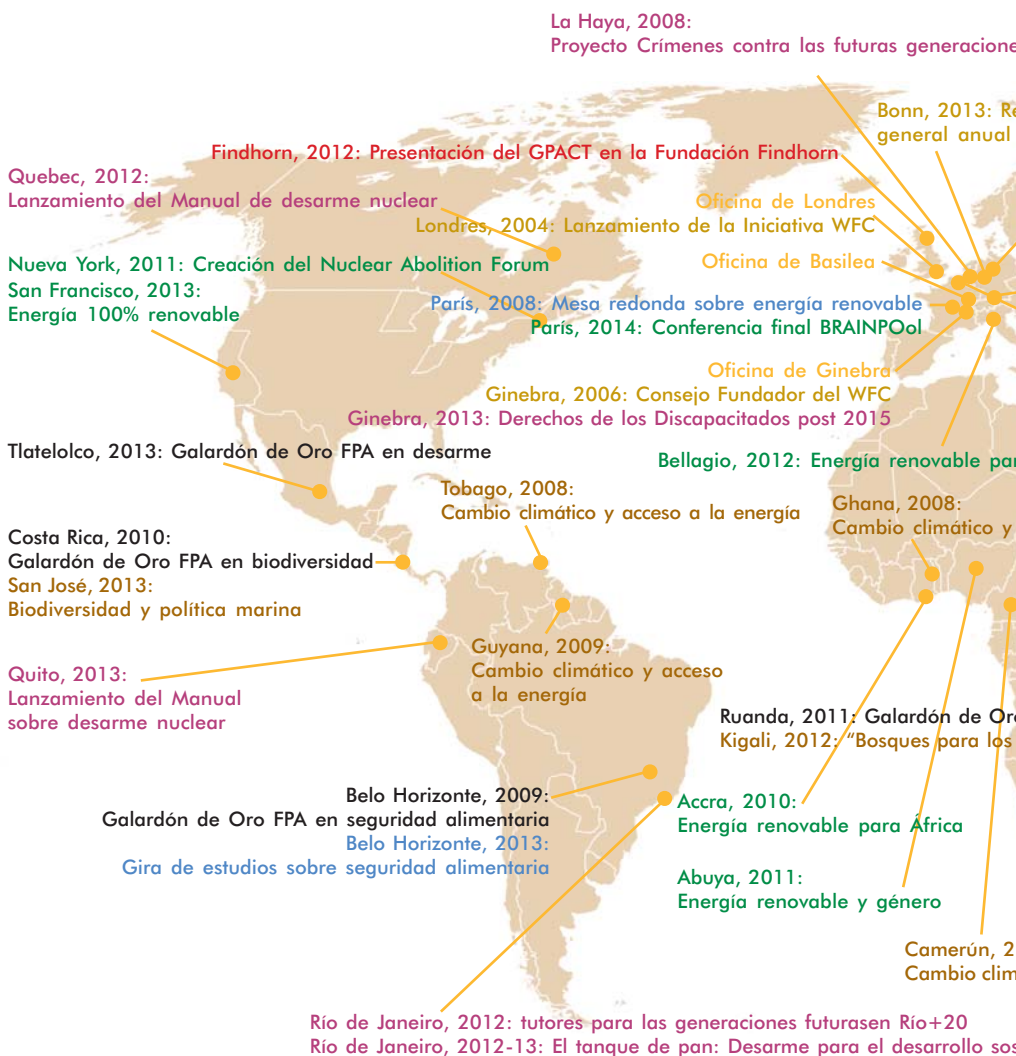 La Haya, 2008:
Proyecto Crímenes contra las futuras generacione
Bonn, 2013: Re
general anual
Findhorn, 2012: Presentación del GPACT en la Fundación Findhorn
Quebec, 2012:
Lanzamiento del Manual de desarme nuclear
Oficina de Londres
Londres, 2004: Lanzamiento de la Iniciativa WFC
Nueva York, 2011: Creación del Nuclear Abolition Forum
Oficina de Basilea
San Francisco, 2013:
Energía 100% renovable
París, 2008: Mesa redonda sobre energía renovable
París, 2014: Conferencia final BRAINPOol
Oficina de Ginebra
Ginebra, 2006: Consejo Fundador del WFC
Ginebra, 2013: Derechos de los Discapacitados post 2015
Tlatelolco, 2013: Galardón de Oro FPA en desarme
Bellagio, 2012: Energía renovable par
Tobago, 2008:
Cambio climático y acceso a la energía
Ghana, 2008:
Cambio climático y
Costa Rica, 2010:
Galardón de Oro FPA en biodiversidad
San José, 2013:
Biodiversidad y política marina
Guyana, 2009:
Cambio climático y acceso
a la energía
Quito, 2013:
Lanzamiento del Manual
sobre desarme nuclear
Ruanda, 2011: Galardón de Oro
Kigali, 2012: “Bosques para los
Belo Horizonte, 2009:
Galardón de Oro FPA en seguridad alimentaria
Belo Horizonte, 2013:
Gira de estudios sobre seguridad alimentaria
Accra, 2010:
Energía renovable para África
Abuya, 2011:
Energía renovable y género
Camerún, 2
Cambio clim
Río de Janeiro, 2012: tutores para las generaciones futurasen Río+20
Río de Janeiro, 2012-13: El tanque de pan: Desarme para el desarrollo sos